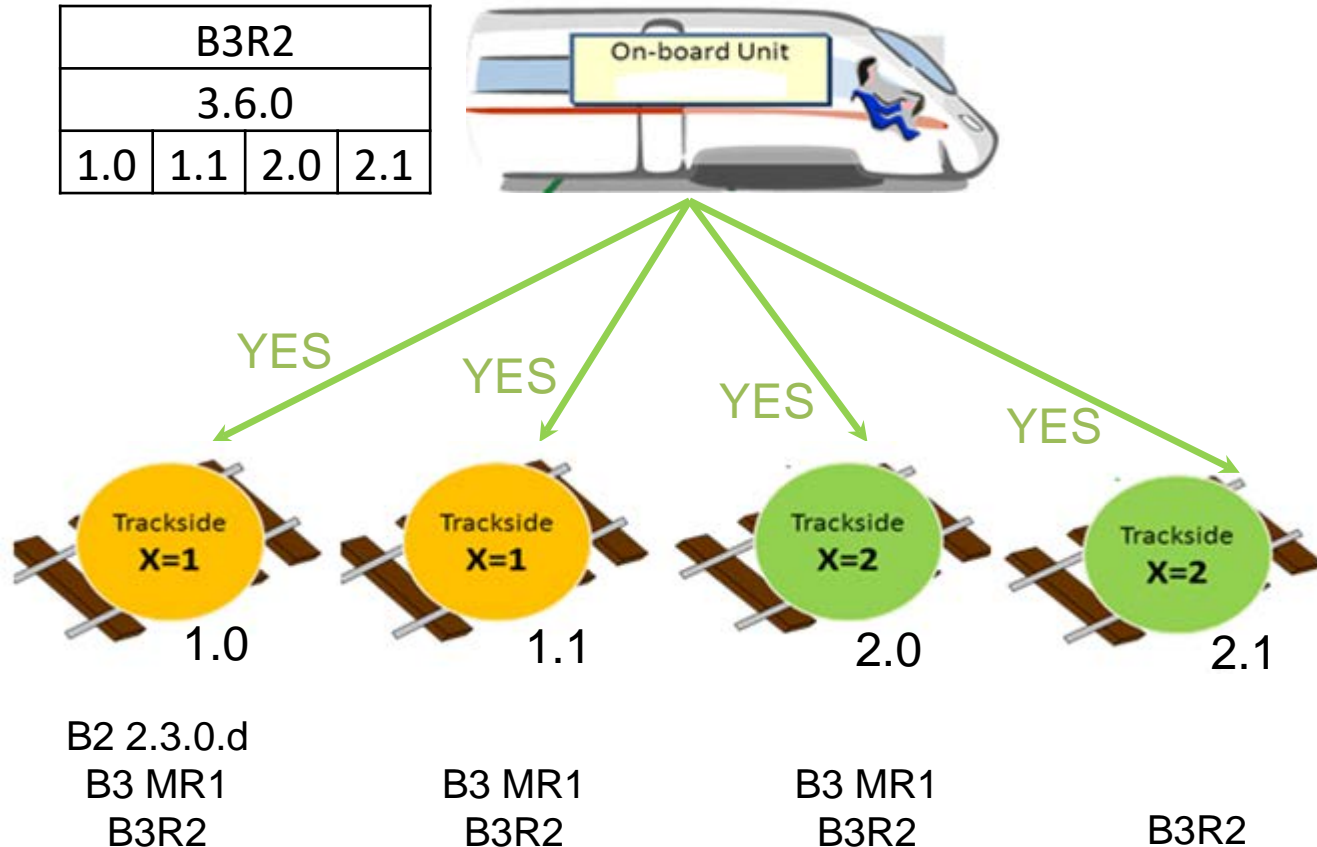 B3R2
3.6.0
1.0 1.1 2.0 2.1
On-board Unit
YES
YES
YES
YES
Trackside
X=1
1.0
Trackside
X=1
1.1
Trackside
X=2
2.0
Trackside
X=2
2.1
B2 2.3.0.d
B3 MR1
B3R2
B3 MR1
B3R2
B3 MR1
B3R2
B3R2